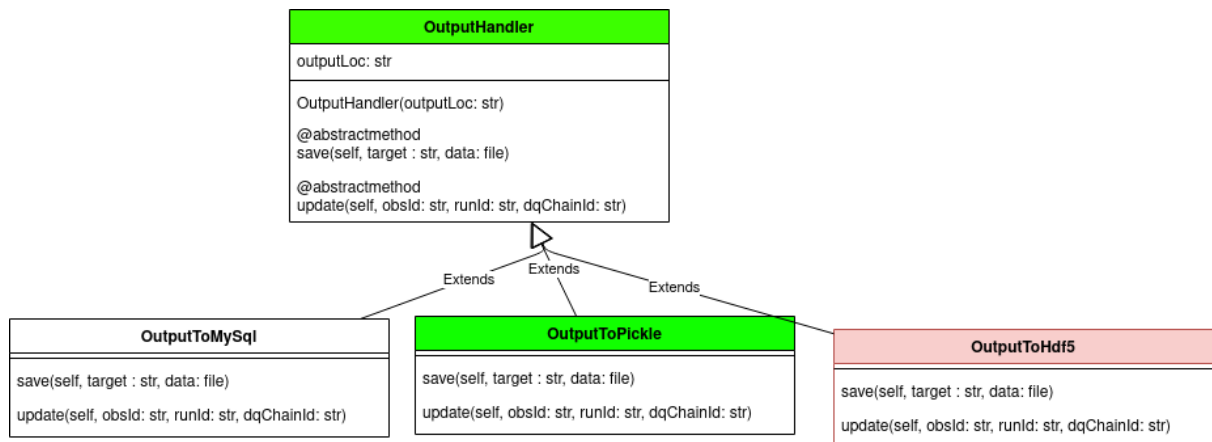 OutputHandler
outputLoc: str
OutputHandler(outputLoc: str)
@abstractmethod
save(self, target : str, data: file)
@abstractmethod
update(self, obsId: str, runId: str, dqChainId: str)
Extends
Extends
Extends
OutputToMySql
save(self, target : str, data: file)
update(self, obsId: str, runId: str, dqChainId: str)
OutputToPickle
save(self, target : str, data: file)
update(self, obsId: str, runId: str, dqChainId: str)
OutputToHdf5
save(self, target : str, data: file)
update(self, obsId: str, runId: str, dqChainId: str)